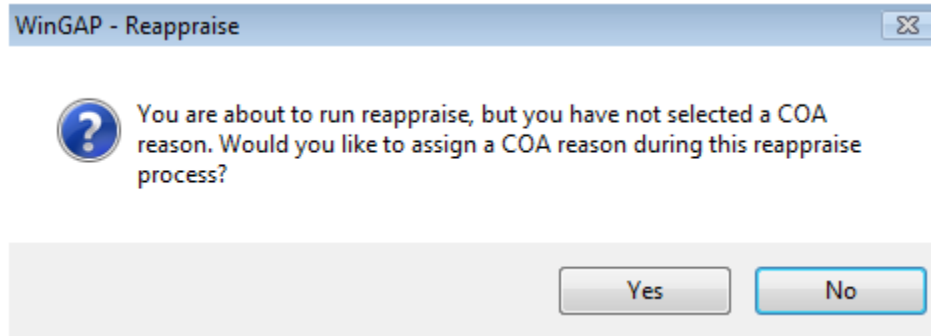 WinGAP - Reappraise
You are about to run reappraise, but you have not selected a COA
reason. Would you like to assign a COA reason during this reappraise
process?
Yes
No